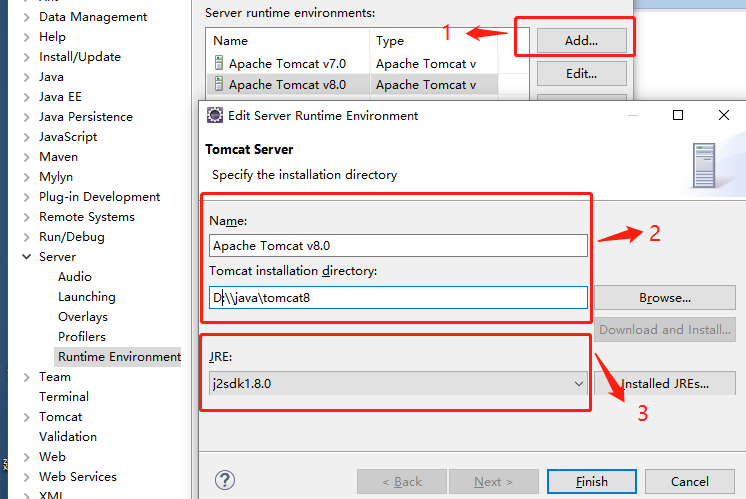 Ant
Data Management
Help
Install/Update
Java
Java EE
Java Persistence
JavaScript
Maven
Mylyn
Plug-in Development
Remote Systems
Run/Debug
Server
Audio
Launching
Overlays
Profilers
Runtime Environment
Team
Terminal
Tomcat
Validation
Web
Web Services
XML
Server runtime environments:
Name Type
Apache Tomcat v7.0 Apache Tomcat v
Apache Tomcat v8.0 Apache Tomcat v
1
Add...
Edit...
Edit Server Runtime Environment
Tomcat Server
Specify the installation directory
Name:
Apache Tomcat v8.0
2
Tomcat installation directory:
D:\\java\tomcat8
Browse...
Download and Install...
JRE:
j2sdk1.8.0
Installed JREs...
3
?
< Back Next > Finish Cancel